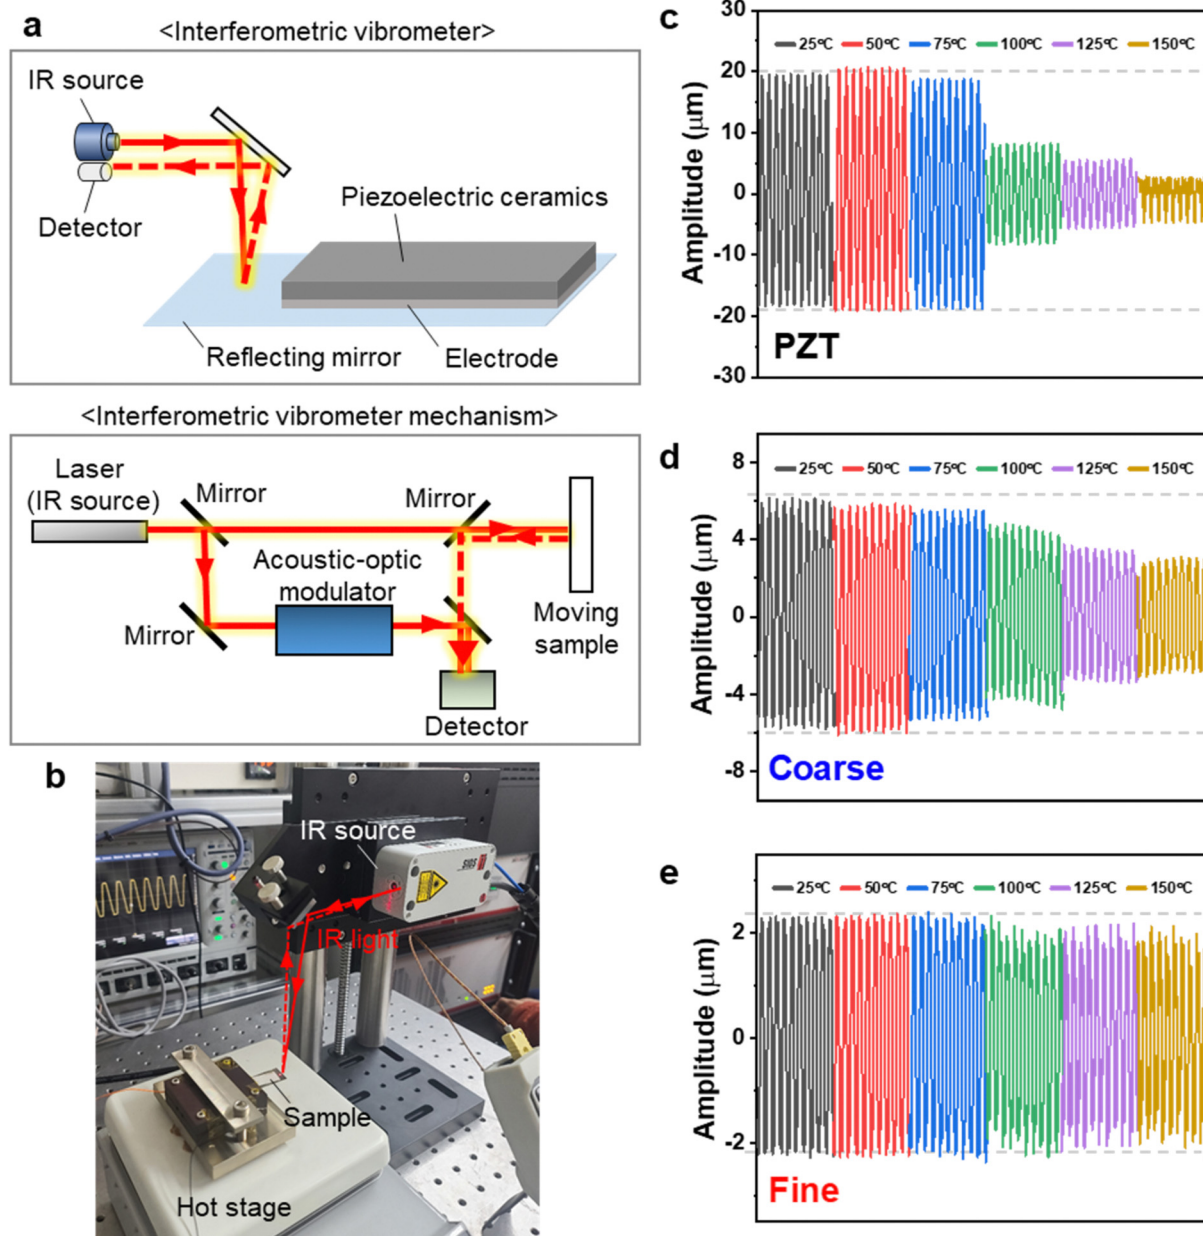 a
<Interferometric vibrometer>
IR source
Detector
Piezoelectric ceramics
Reflecting mirror
Electrode
<Interferometric vibrometer mechanism>
Laser
(IR source)
Mirror
Mirror
Acoustic-optic
modulator
Mirror
Moving
sample
Detector
b
IR source
SIOS
IR light
Sample
Hot stage
c
Amplitude (μm)
30
20
10
0
-10
-20
-30
25°C 50°C 75°C 100°C 125°C 150°C
PZT
d
Amplitude (μm)
8
4
0
-4
-8
25°C 50°C 75°C 100°C 125°C 150°C
Coarse
e
Amplitude (μm)
2
0
-2
25°C 50°C 75°C 100°C 125°C 150°C
Fine